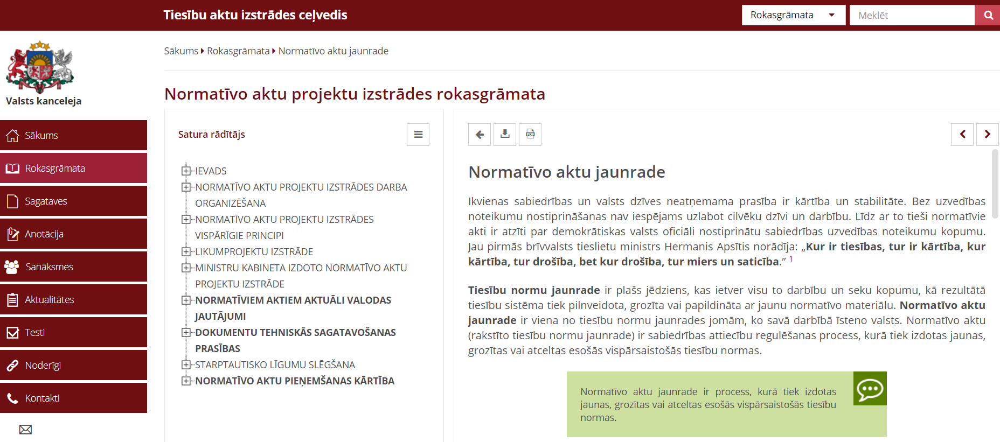 Tiesību aktu izstrādes ceļvedis
Rokasgrāmata
Meklēt
Valsts kanceleja
Sākums
Rokasgrāmata
Sagataves
Anotācija
Sanāksmes
Aktualitātes
Testi
Noderīgi
Kontakti
Sākums Rokasgrāmata Normatīvo aktu jaunrade
Normatīvo aktu projektu izstrādes rokasgrāmata
Satura rādītājs
IEVADS
NORMATĪVO AKTU PROJEKTU IZSTRĀDES DARBA
ORGANIZĒŠANA
NORMATĪVO AKTU PROJEKTU IZSTRĀDES
VISPĀRĪGIE PRINCIPI
LIKUMPROJEKTU IZSTRĀDE
MINISTRU KABINETA IZDOTO NORMATĪVO AKTU
PROJEKTU IZSTRĀDE
NORMATĪVIEM AKTIEM AKTUĀLI VALODAS
JAUTĀJUMI
DOKUMENTU TEHNISKĀS SAGATAVOŠANAS
PRASĪBAS
STARPTAUTISKO LĪGUMU SLĒGŠANA
NORMATĪVO AKTU PIEŅEMŠANAS KĀRTĪBA
PDF
Normatīvo aktu jaunrade
Ikvienas sabiedrības un valsts dzīves neatņemama prasība ir kārtība un stabilitāte. Bez uzvedības
noteikumu nostiprināšanas nav iespējams uzlabot cilvēku dzīvi un darbību. Līdz ar to tieši normatīvie
akti ir atzīti par demokrātiskas valsts oficiāli nostiprinātu sabiedrības uzvedības noteikumu kopumu.
Jau pirmās brīvvalsts tieslietu ministrs Hermanis Apsītis norādīja: „Kur ir tiesības, tur ir kārtība, kur
kārtība, tur drošība, bet kur drošība, tur miers un saticība.” 1
Tiesību normu jaunrade ir plašs jēdziens, kas ietver visu to darbību un seku kopumu, kā rezultātā
tiesību sistēma tiek pilnveidota, grozīta vai papildināta ar jaunu normatīvo materiālu. Normatīvo aktu
jaunrade ir viena no tiesību normu jaunrades jomām, ko savā darbībā īsteno valsts. Normatīvo aktu
(rakstīto tiesību normu jaunrade) ir sabiedrības attiecību regulēšanas process, kurā tiek izdotas jaunas,
grozītas vai atceltas esošās vispārsaistošās tiesību normas.
Normatīvo aktu jaunrade ir process, kurā tiek izdotas
jaunas, grozītas vai atceltas esošās vispārsaistošās tiesību
normas.